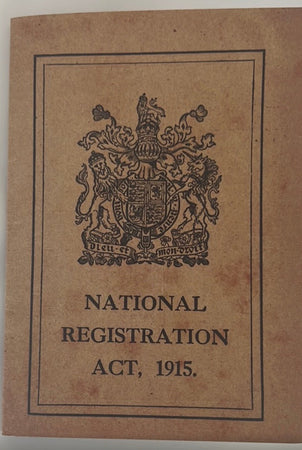 Dieu·et mon·droit
NATIONAL
REGISTRATION
ACT, 1915.